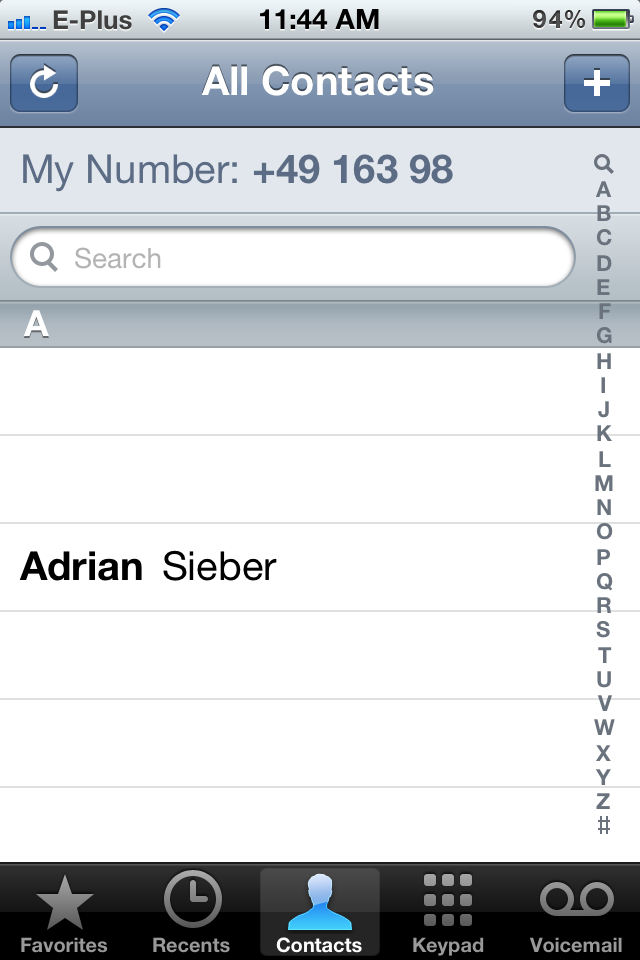 E-Plus 11:44 AM 94%
All Contacts
My Number: +49 163 98
Search
A
Adrian Sieber
A
B
C
D
E
F
G
H
I
J
K
L
M
N
O
P
Q
R
S
T
U
V
W
X
Y
Z
#
Favorites Recents Contacts Keypad Voicemail